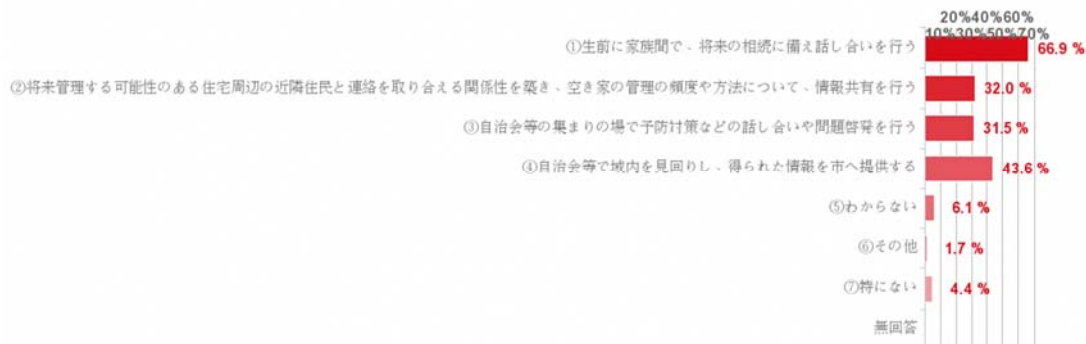 20%40%60%
10%30%50%70%
①生前に家族間で、将来の相続に備え話し合いを行う 66.9 %
②将来管理する可能性のある住宅周辺の近隣住民と連絡を取り合える関係性を築き、空き家の管理の頻度や方法について、情報共有を行う 32.0 %
③自治会等の集まりの場で予防対策などの話し合いや問題啓発を行う 31.5 %
④自治会等で域内を見回りし、得られた情報を市へ提供する 43.6 %
⑤わからない 6.1 %
⑥その他 1.7 %
⑦特にない 4.4 %
無回答